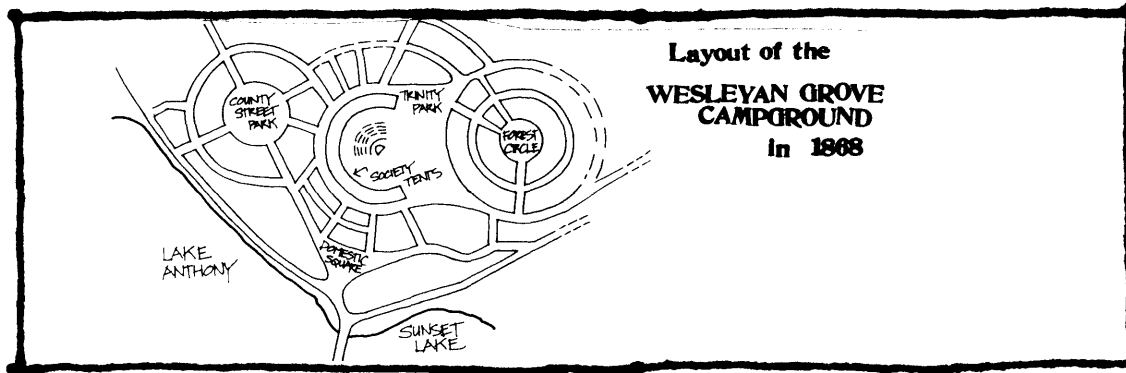 Layout of the
WESLEYAN GROVE
CAMPGROUND
in 1868
COUNTY
STREET
PARK
TRINITY
PARK
FOREST
CIRCLE
SOCIETY
TENTS
DOMESTIC
SQUARE
LAKE
ANTHONY
SUNSET
LAKE